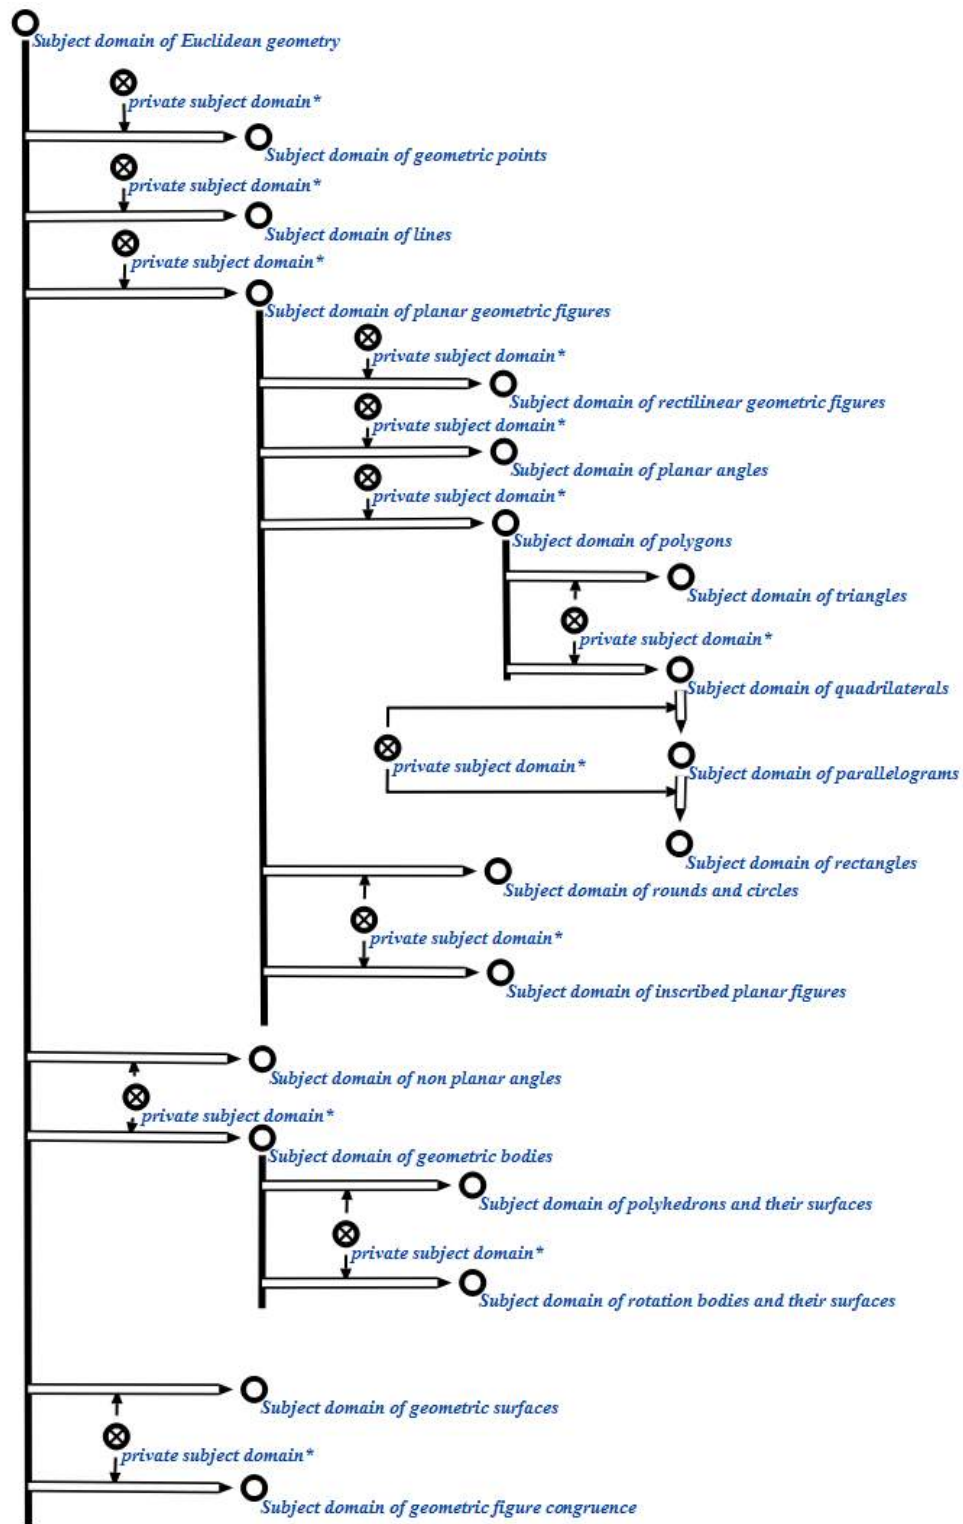 Subject domain of Euclidean geometry
private subject domain*
Subject domain of geometric points
private subject domain*
Subject domain of lines
private subject domain*
Subject domain of planar geometric figures
private subject domain*
Subject domain of rectilinear geometric figures
private subject domain*
Subject domain of planar angles
private subject domain*
Subject domain of polygons
Subject domain of triangles
private subject domain*
Subject domain of quadrilaterals
private subject domain*
Subject domain of parallelograms
Subject domain of rectangles
Subject domain of rounds and circles
private subject domain*
Subject domain of inscribed planar figures
Subject domain of non planar angles
private subject domain*
Subject domain of geometric bodies
Subject domain of polyhedrons and their surfaces
private subject domain*
Subject domain of rotation bodies and their surfaces
Subject domain of geometric surfaces
private subject domain*
Subject domain of geometric figure congruence